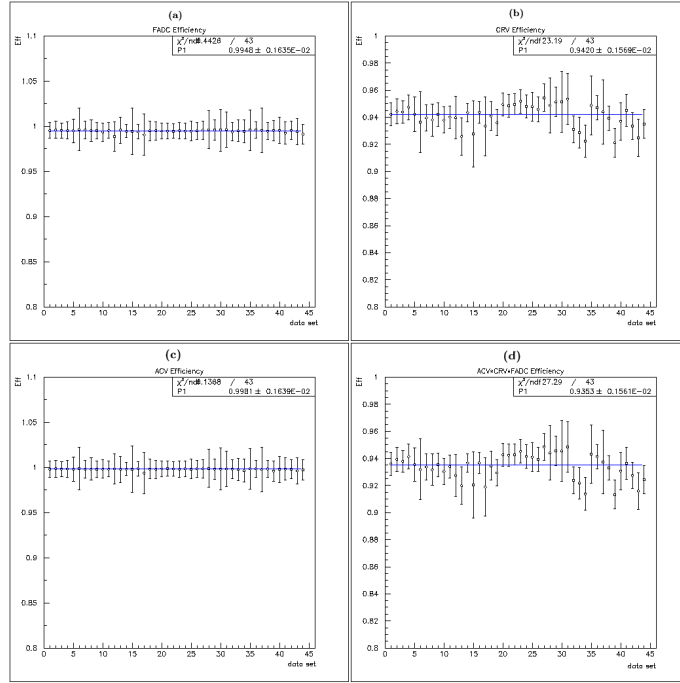 (a)
FADC Efficiency
Eff
χ²/ndf 0.4426 / 43
P1 0.9948 ± 0.1635E-02
1.1
1.05
1
0.95
0.9
0.85
0.8
0 5 10 15 20 25 30 35 40 45
data set
(b)
CRV Efficiency
Eff
χ²/ndf 23.19 / 43
P1 0.9420 ± 0.1569E-02
1
0.98
0.96
0.94
0.92
0.9
0.88
0.86
0.84
0.82
0.8
0 5 10 15 20 25 30 35 40 45
data set
(c)
ACV Efficiency
Eff
χ²/ndf 0.1368 / 43
P1 0.9981 ± 0.1639E-02
1.1
1.05
1
0.95
0.9
0.85
0.8
0 5 10 15 20 25 30 35 40 45
data set
(d)
ACV*CRV*FADC Efficiency
Eff
χ²/ndf 27.29 / 43
P1 0.9353 ± 0.1561E-02
1
0.98
0.96
0.94
0.92
0.9
0.88
0.86
0.84
0.82
0.8
0 5 10 15 20 25 30 35 40 45
data set